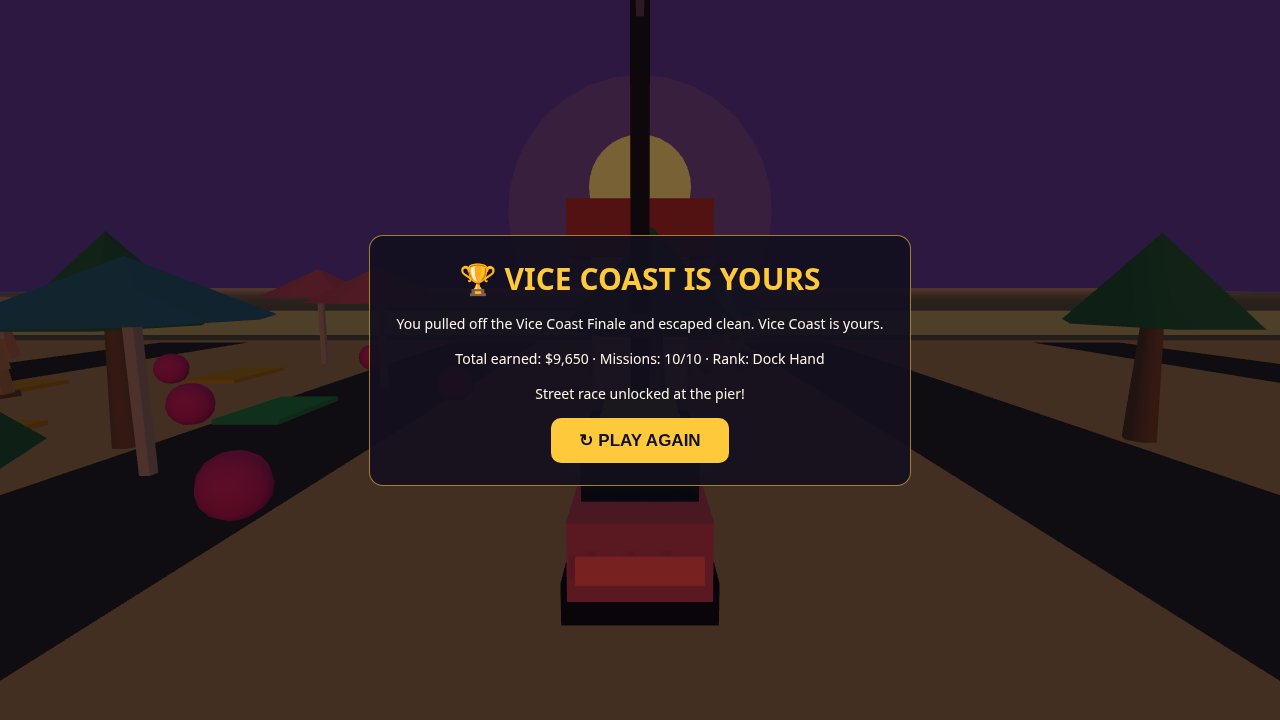 🏆 VICE COAST IS YOURS
You pulled off the Vice Coast Finale and escaped clean. Vice Coast is yours.
Total earned: $9,650 · Missions: 10/10 · Rank: Dock Hand
Street race unlocked at the pier!
↻ PLAY AGAIN